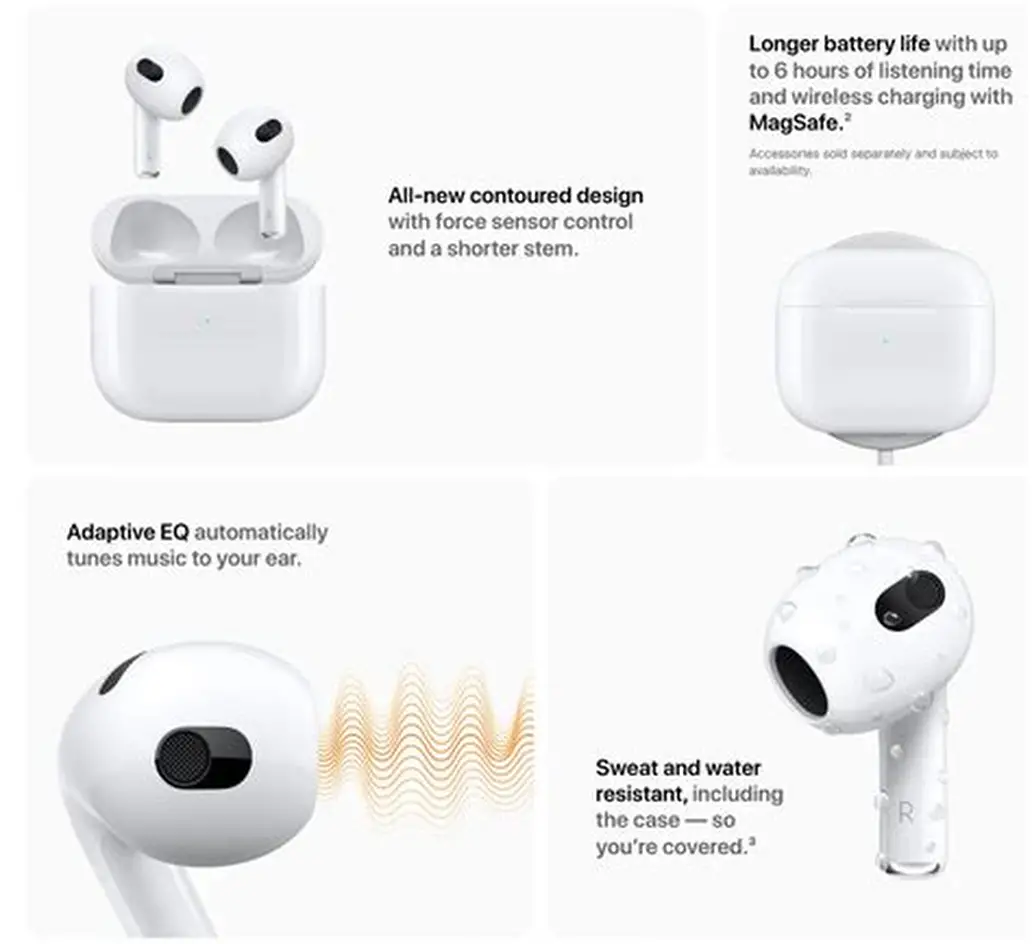 All-new contoured design
with force sensor control
and a shorter stem.
Longer battery life with up
to 6 hours of listening time
and wireless charging with
MagSafe.²
Accessories sold separately and subject to
availability.
Adaptive EQ automatically
tunes music to your ear.
Sweat and water
resistant, including
the case — so
you’re covered.³
R